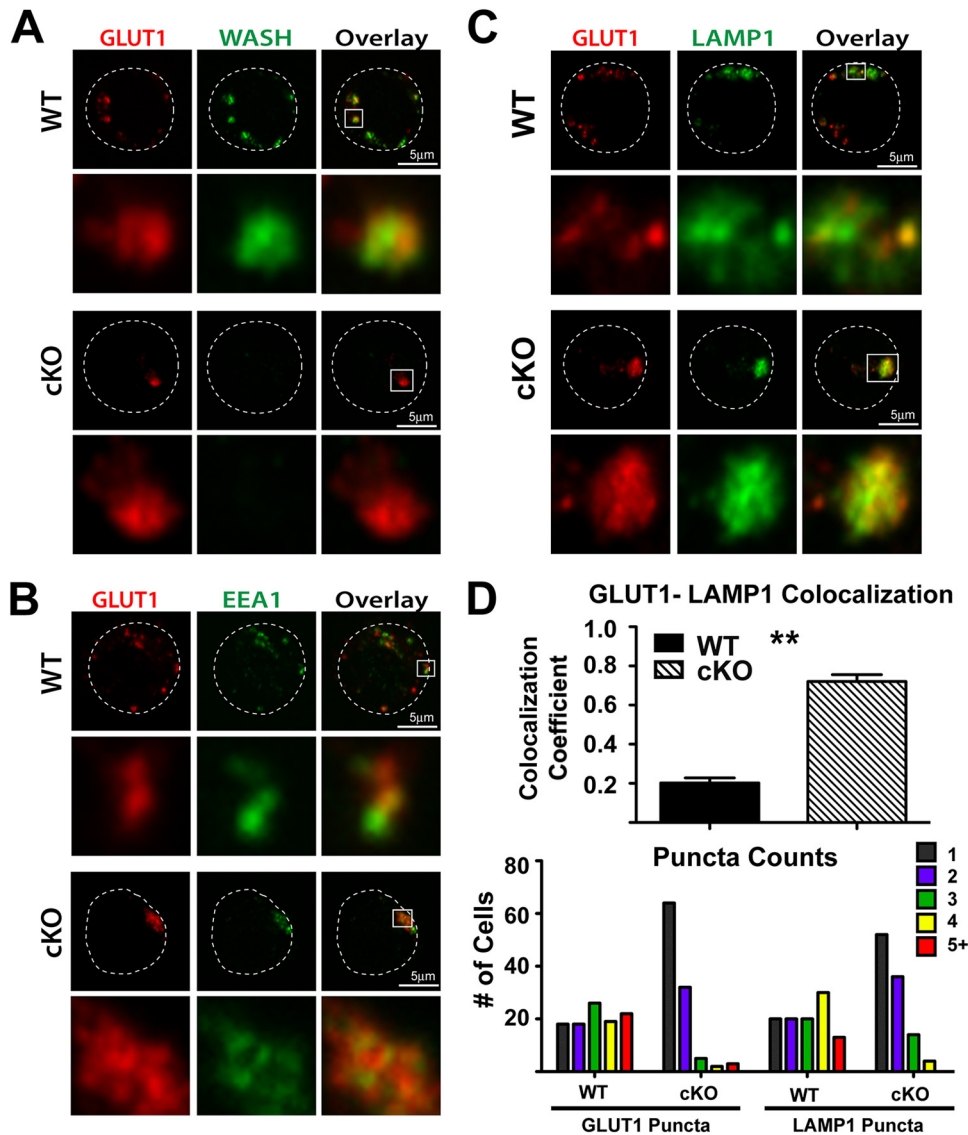 A
GLUT1 WASH Overlay
WT
5μm
cKO
5μm
B
GLUT1 EEA1 Overlay
WT
5μm
cKO
5μm
C
GLUT1 LAMP1 Overlay
WT
5μm
cKO
5μm
D
GLUT1- LAMP1 Colocalization
Colocalization
Coefficient
1.0
0.8
0.6
0.4
0.2
WT
cKO
**
Puncta Counts
# of Cells
80
60
40
20
1
2
3
4
5+
WT cKO WT cKO
GLUT1 Puncta LAMP1 Puncta